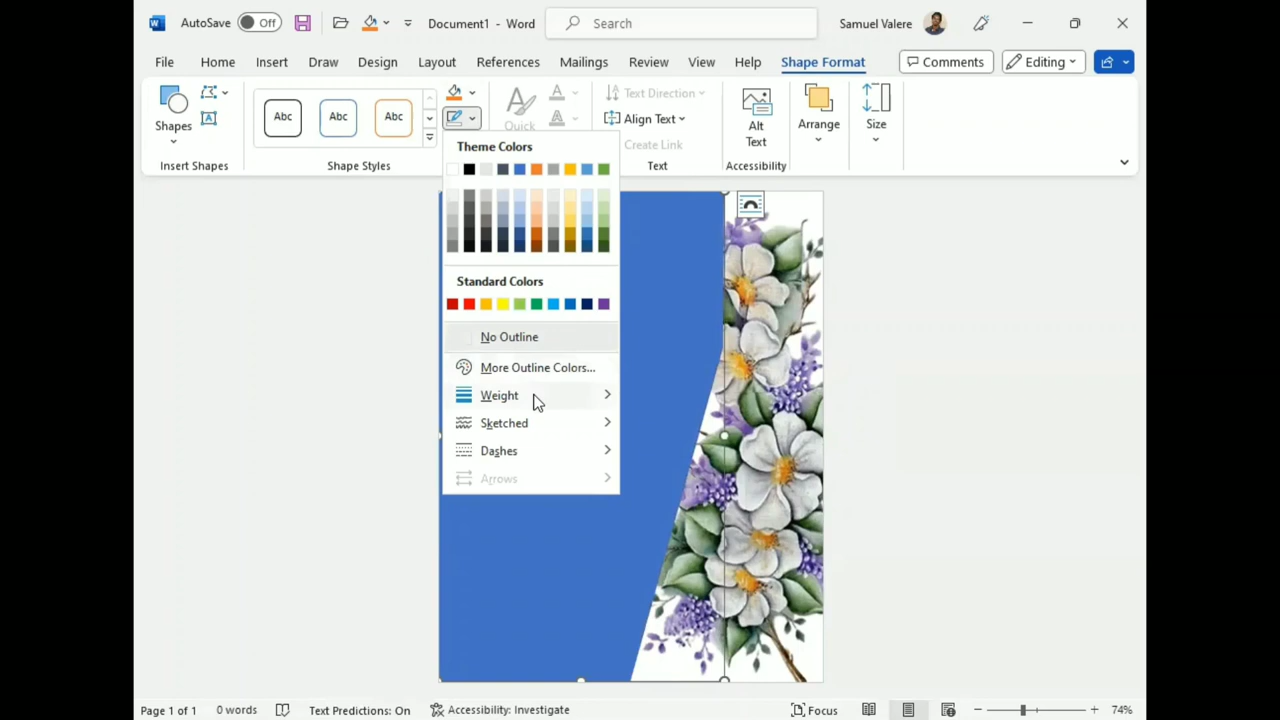 AutoSave Off Document1 - Word Search Samuel Valere
File Home Insert Draw Design Layout References Mailings Review View Help Shape Format Comments Editing
Shapes
Abc Abc Abc
Quick
Text Direction
Align Text
Create Link
Alt
Text
Arrange
Size
Insert Shapes Shape Styles Text Accessibility
Theme Colors
Standard Colors
No Outline
More Outline Colors...
Weight
Sketched
Dashes
Arrows
Page 1 of 1 0 words Text Predictions: On Accessibility: Investigate Focus 74%